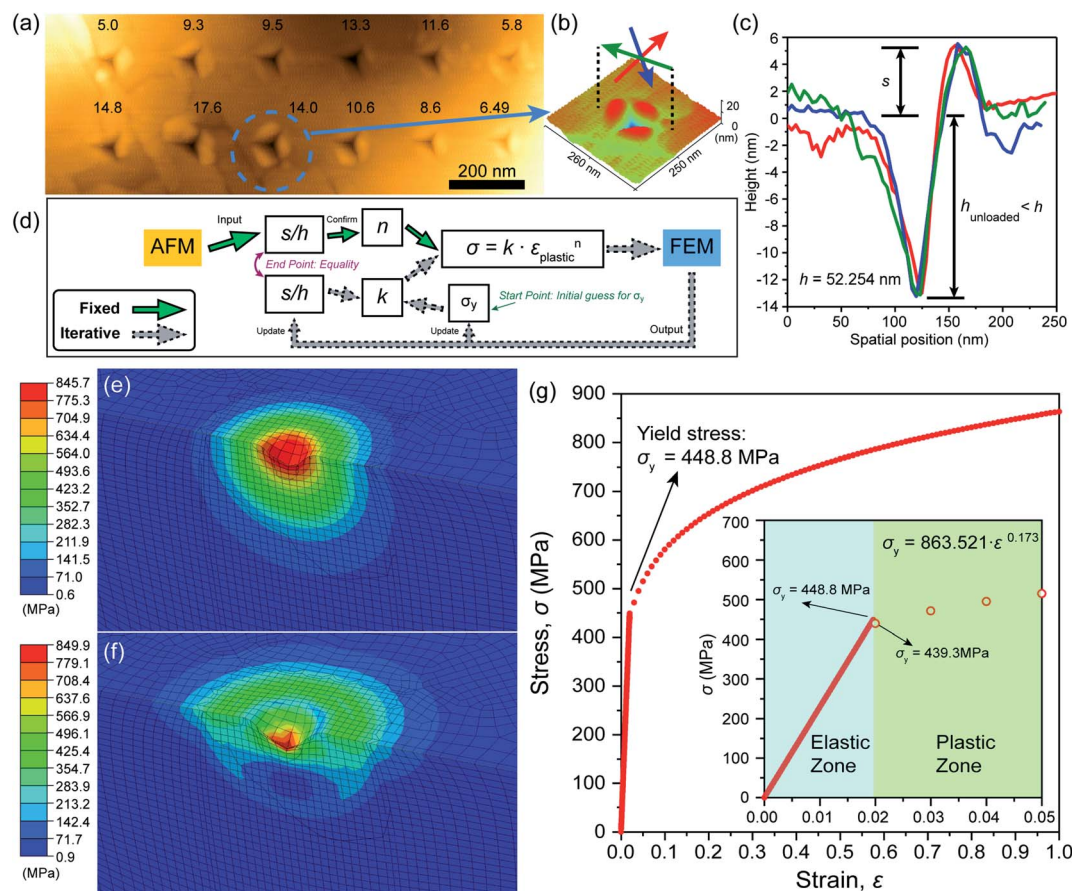 (a)
5.0 9.3 9.5 13.3 11.6 5.8
14.8 17.6 14.0 10.6 8.6 6.49
200 nm
(b)
20
0
(nm)
260 nm
250 nm
(c)
Height (nm)
6
4
2
0
-2
-4
-6
-8
-10
-12
-14
s
h unloaded < h
h = 52.254 nm
0 50 100 150 200 250
Spatial position (nm)
(d)
AFM
Input
s/h
Confirm
n
σ = k · ε plastic ^n
FEM
End Point: Equality
s/h
k
σy
Start Point: Initial guess for σy
Fixed
Iterative
Update
Update
Output
(e)
845.7
775.3
704.9
634.4
564.0
493.6
423.2
352.7
282.3
211.9
141.5
71.0
0.6
(MPa)
(f)
849.9
779.1
708.4
637.6
566.9
496.1
425.4
354.7
283.9
213.2
142.4
71.7
0.9
(MPa)
(g)
Stress, σ (MPa)
900
800
700
600
500
400
300
200
100
0
Yield stress:
σy = 448.8 MPa
σ (MPa)
700
600
500
400
300
200
100
0
σy = 863.521·ε^0.173
σy = 448.8 MPa
σy = 439.3MPa
Elastic
Zone
Plastic
Zone
0.00 0.01 0.02 0.03 0.04 0.05
0.0 0.1 0.2 0.3 0.4 0.5 0.6 0.7 0.8 0.9 1.0
Strain, ε